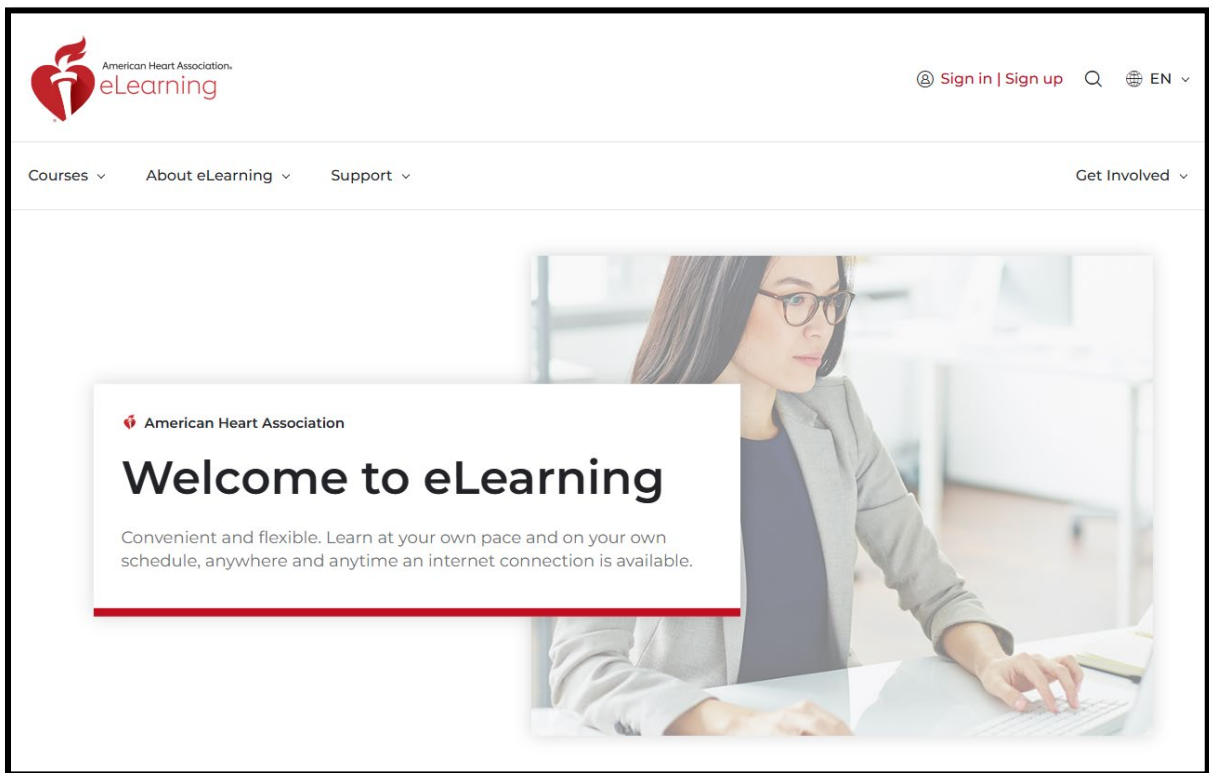 American Heart Association.
eLearning
Sign in | Sign up
EN
Courses
About eLearning
Support
Get Involved
American Heart Association
Welcome to eLearning
Convenient and flexible. Learn at your own pace and on your own
schedule, anywhere and anytime an internet connection is available.